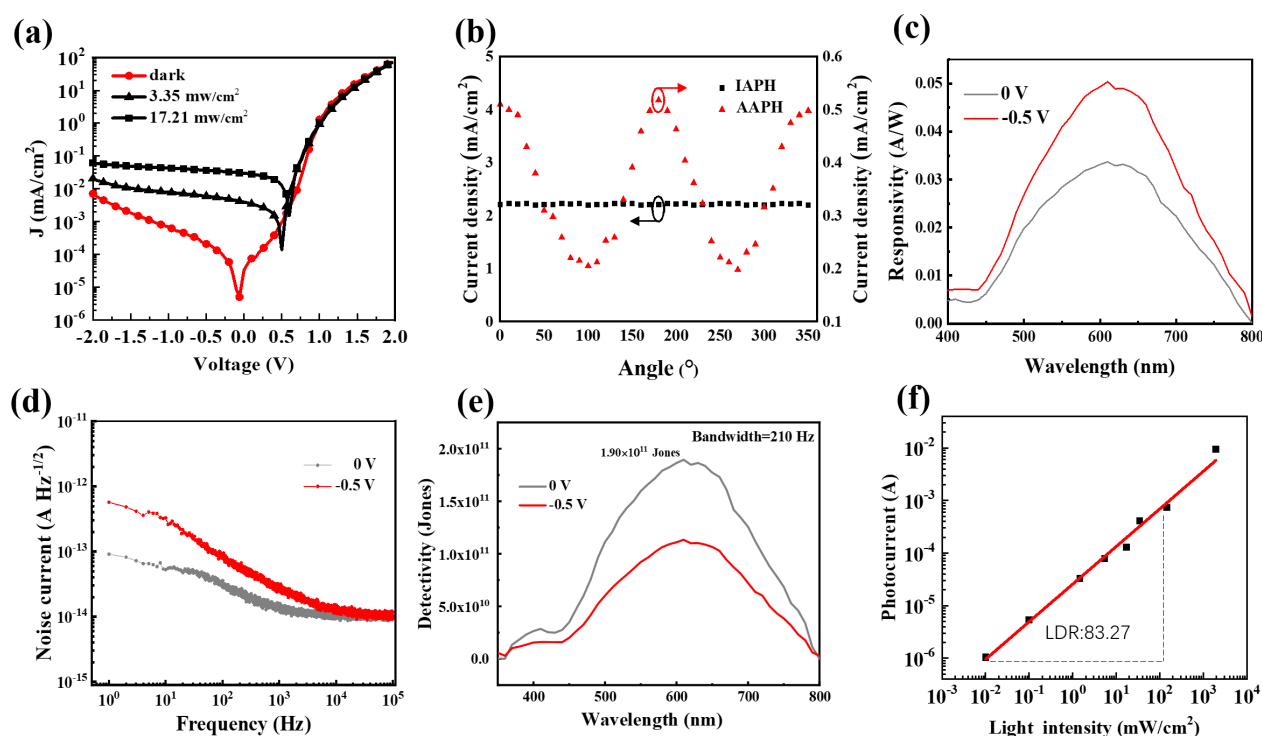 (a)
10²
10¹
10⁰
10⁻¹
10⁻²
10⁻³
10⁻⁴
10⁻⁵
10⁻⁶
J (mA/cm²)
dark
3.35 mw/cm²
17.21 mw/cm²
-2.0 -1.5 -1.0 -0.5 0.0 0.5 1.0 1.5 2.0
Voltage (V)
(b)
5
4
3
2
1
0
Current density (mA/cm²)
IAPH
AAPH
0.6
0.5
0.4
0.3
0.2
0.1
Current density (mA/cm²)
0 50 100 150 200 250 300 350
Angle (°)
(c)
0.05
0.04
0.03
0.02
0.01
0.00
Responsivity (A/W)
0 V
-0.5 V
400 500 600 700 800
Wavelength (nm)
(d)
10⁻¹¹
10⁻¹²
10⁻¹³
10⁻¹⁴
10⁻¹⁵
Noise current (A Hz⁻¹/²)
0 V
-0.5 V
10⁰ 10¹ 10² 10³ 10⁴ 10⁵
Frequency (Hz)
(e)
2.0x10¹¹
1.5x10¹¹
1.0x10¹¹
5.0x10¹⁰
0.0
Detectivity (Jones)
Bandwidth=210 Hz
1.90×10¹¹ Jones
0 V
-0.5 V
400 500 600 700 800
Wavelength (nm)
(f)
10⁻²
10⁻³
10⁻⁴
10⁻⁵
10⁻⁶
Photocurrent (A)
LDR:83.27
10⁻³ 10⁻² 10⁻¹ 10⁰ 10¹ 10² 10³ 10⁴
Light intensity (mW/cm²)